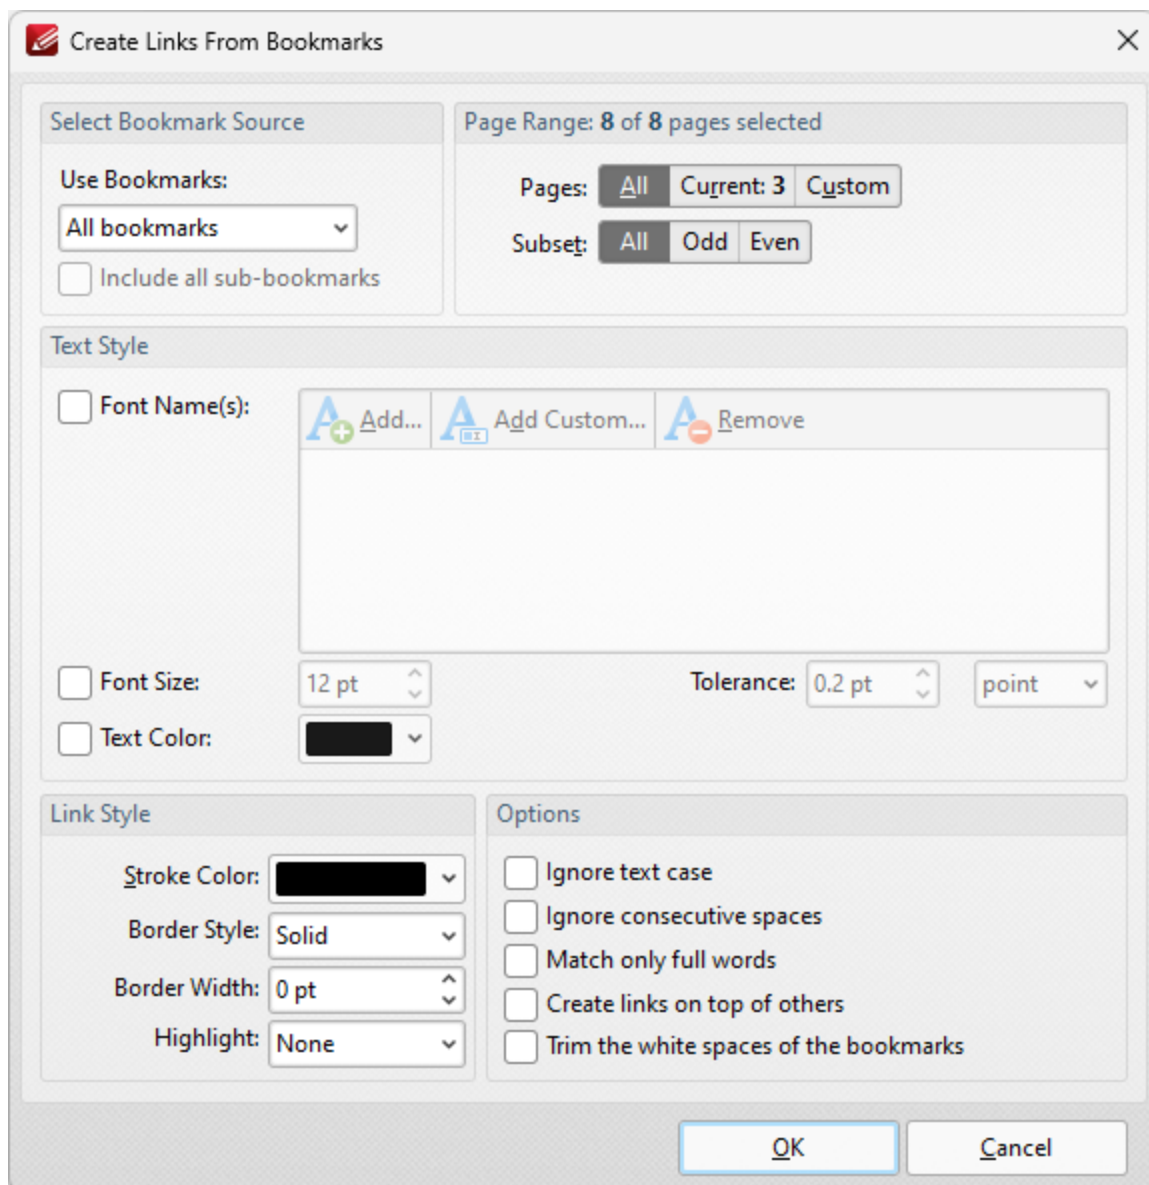 Create Links From Bookmarks
Select Bookmark Source
Page Range: 8 of 8 pages selected
Use Bookmarks:
All bookmarks
Include all sub-bookmarks
Pages: All Current: 3 Custom
Subset: All Odd Even
Text Style
Font Name(s):
Add... Add Custom... Remove
Font Size: 12 pt Tolerance: 0.2 pt point
Text Color:
Link Style
Stroke Color:
Border Style: Solid
Border Width: 0 pt
Highlight: None
Options
Ignore text case
Ignore consecutive spaces
Match only full words
Create links on top of others
Trim the white spaces of the bookmarks
OK Cancel